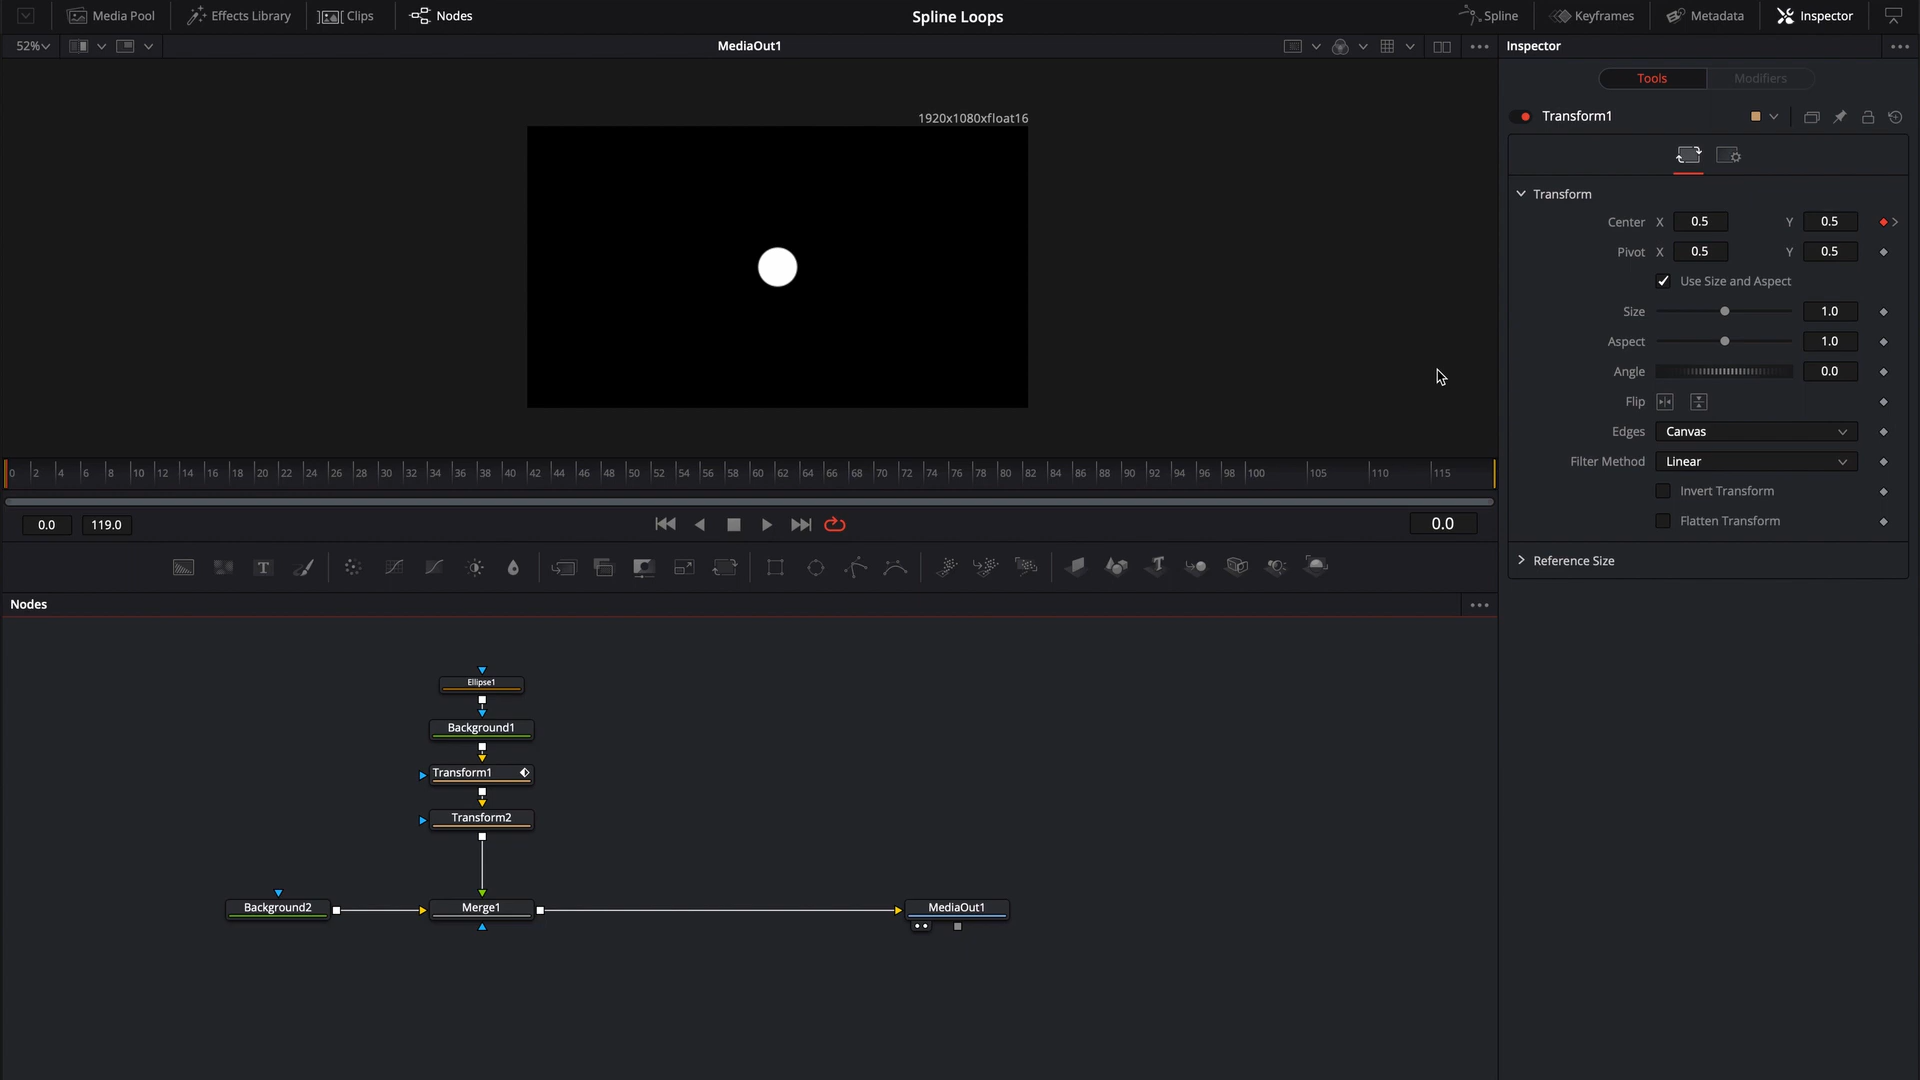 Media Pool Effects Library Clips Nodes Spline Loops Spline Keyframes Metadata Inspector
52% MediaOut1 Inspector
Tools Modifiers
1920x1080xfloat16
Transform1
Transform
Center X 0.5 Y 0.5
Pivot X 0.5 Y 0.5
Use Size and Aspect
Size 1.0
Aspect 1.0
Angle 0.0
Flip
Edges Canvas
Filter Method Linear
Invert Transform
Flatten Transform
Reference Size
0 2 4 6 8 10 12 14 16 18 20 22 24 26 28 30 32 34 36 38 40 42 44 46 48 50 52 54 56 58 60 62 64 66 68 70 72 74 76 78 80 82 84 86 88 90 92 94 96 98 100 105 110 115
0.0 119.0 0.0
T
Nodes
Ellipse1
Background1
Transform1
Transform2
Background2 Merge1 MediaOut1